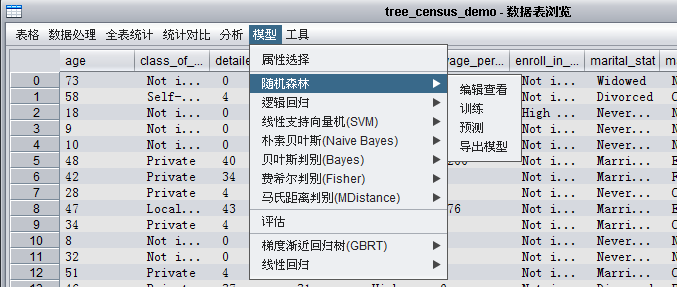 tree_census_demo - 数据表浏览
表格 数据处理 全表统计 统计对比 分析 模型 工具
age class_of_... detaile wage_per... enroll_in_... marital_stat m
属性选择
随机森林
逻辑回归
线性支持向量机(SVM)
朴素贝叶斯(Naive Bayes)
贝叶斯判别(Bayes)
费希尔判别(Fisher)
马氏距离判别(MDistance)
评估
梯度渐近回归树(GBRT)
线性回归
编辑查看
训练
预测
导出模型
0 73 Not i... 0 Not i... Widowed N
1 58 Self-... 4 Not i... Divorced C
2 18 Not i... 0 High ... Never... N
3 9 Not i... 0 Not i... Never... N
4 10 Not i... 0 Not i... Never... N
5 48 Private 40 1200 Not i... Marri... E
6 42 Private 34 Not i... Marri... E
7 28 Private 4 Not i... Never... N
8 47 Local... 43 76 Not i... Marri... E
9 34 Private 4 Not i... Marri... C
10 8 Not i... 0 Not i... Never... N
11 32 Not i... 0 Not i... Never... N
12 51 Private 4 Not i... Marri... C